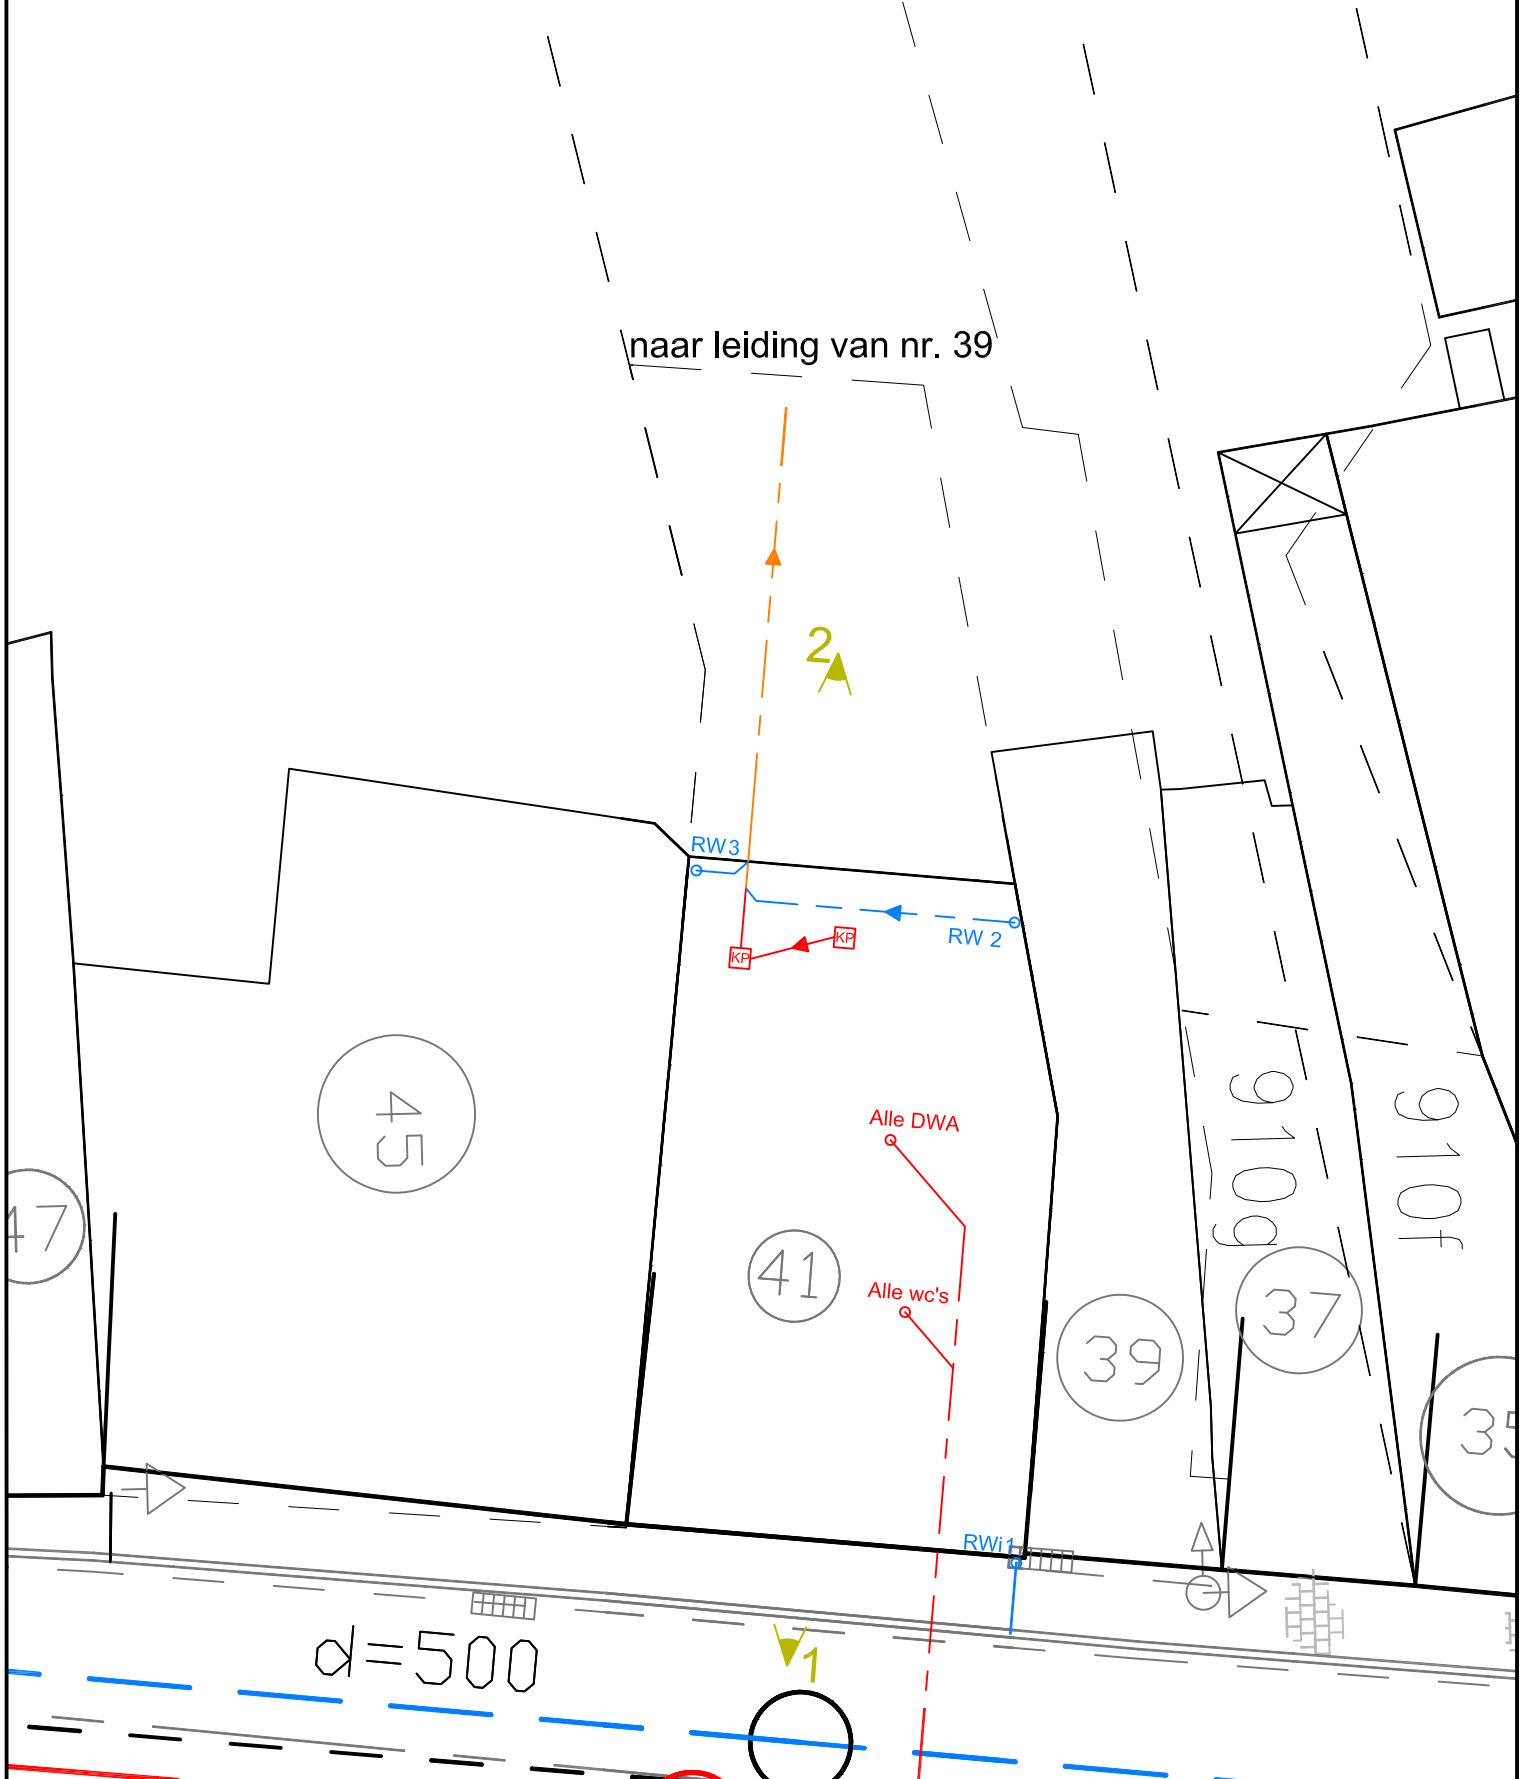 naar leiding van nr. 39
2
RW3
RW 2
KP
KP
45
910g
910f
Alle DWA
47
41
Alle wc's
37
39
35
RWi1
d=500
1